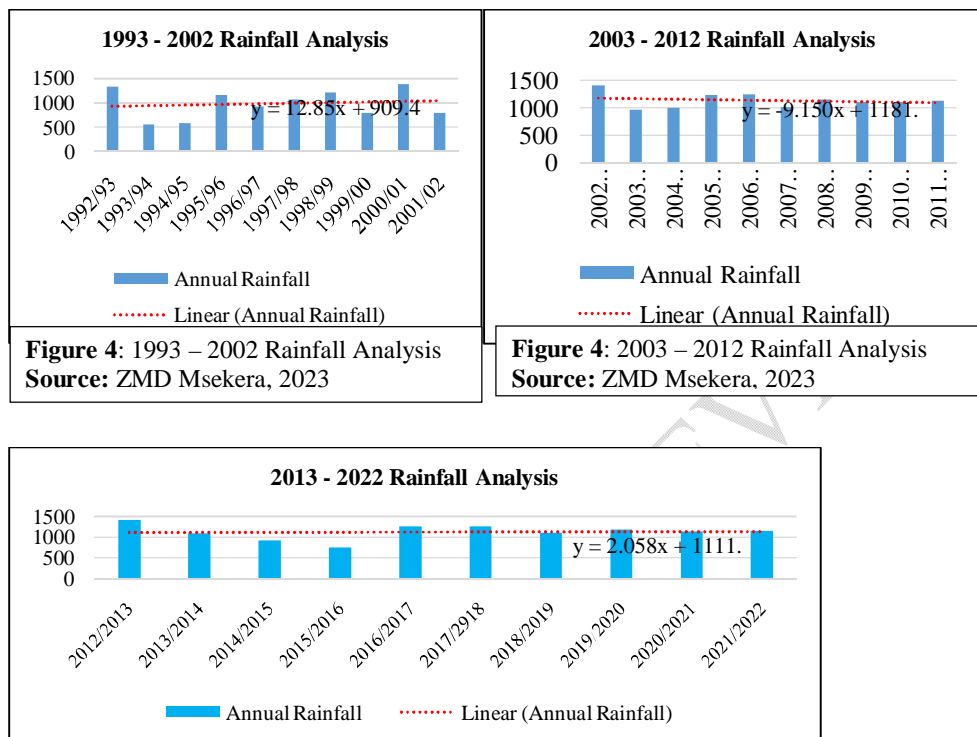 1993 - 2002 Rainfall Analysis
1500
1000
500
0
y = 12.85x + 909.4
1992/93
1993/94
1994/95
1995/96
1996/97
1997/98
1998/99
1999/00
2000/01
2001/02
Annual Rainfall
Linear (Annual Rainfall)
Figure 4: 1993 – 2002 Rainfall Analysis
Source: ZMD Msekera, 2023
2003 - 2012 Rainfall Analysis
1500
1000
500
0
y = -9.150x + 1181.
2002..
2003..
2004..
2005..
2006..
2007..
2008..
2009..
2010..
2011..
Annual Rainfall
Linear (Annual Rainfall)
Figure 4: 2003 – 2012 Rainfall Analysis
Source: ZMD Msekera, 2023
2013 - 2022 Rainfall Analysis
1500
1000
500
0
y = 2.058x + 1111.
2012/2013
2013/2014
2014/2015
2015/2016
2016/2017
2017/2918
2018/2019
2019/2020
2020/2021
2021/2022
Annual Rainfall
Linear (Annual Rainfall)